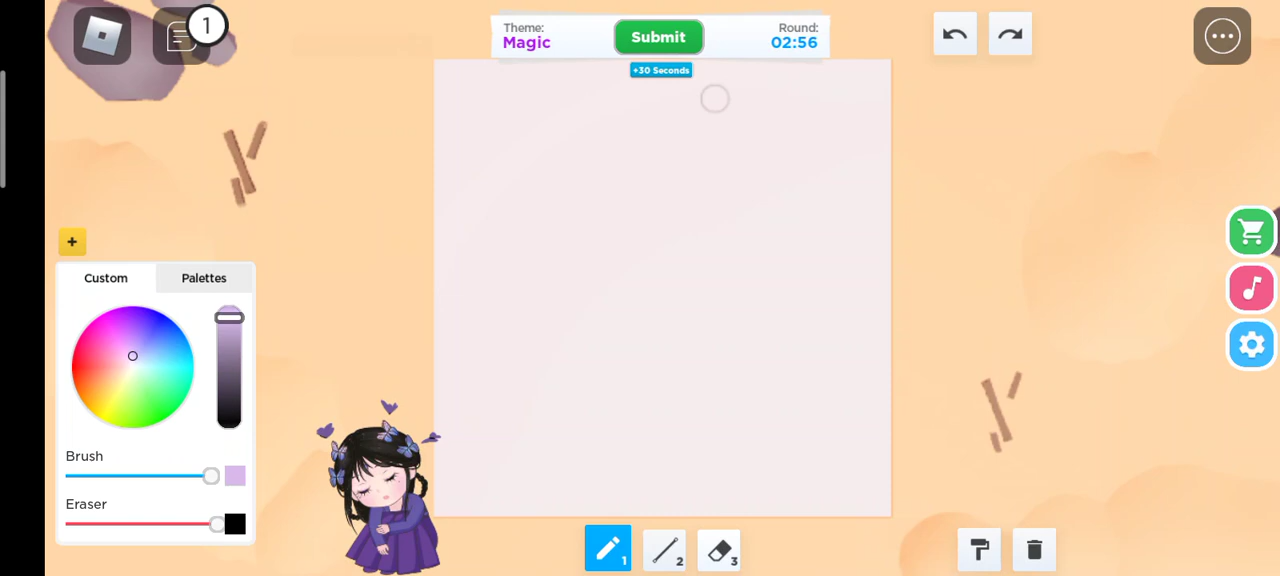 1
Theme:
Magic
Submit
Round:
02:56
+30 Seconds
+
Custom
Palettes
Brush
Eraser
1
2
3